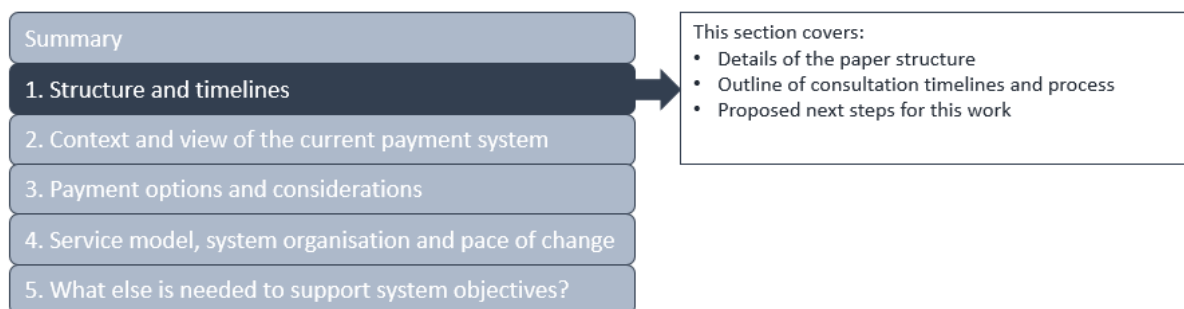 Summary
1. Structure and timelines
2. Context and view of the current payment system
3. Payment options and considerations
4. Service model, system organisation and pace of change
5. What else is needed to support system objectives?
This section covers:
• Details of the paper structure
• Outline of consultation timelines and process
• Proposed next steps for this work